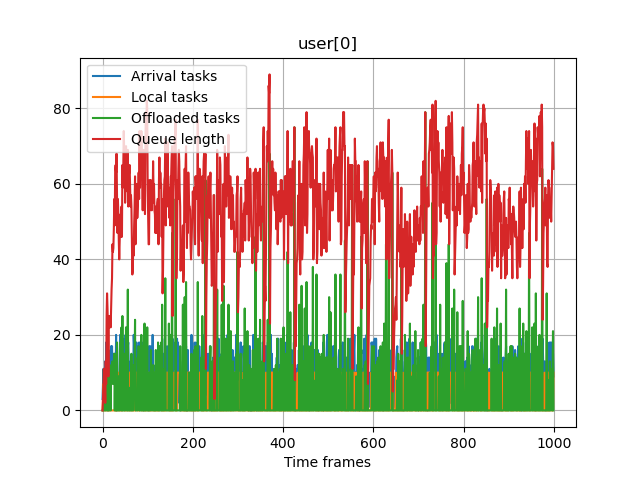 user[0]
Arrival tasks
Local tasks
Offloaded tasks
Queue length
80
60
40
20
0
0 200 400 600 800 1000
Time frames